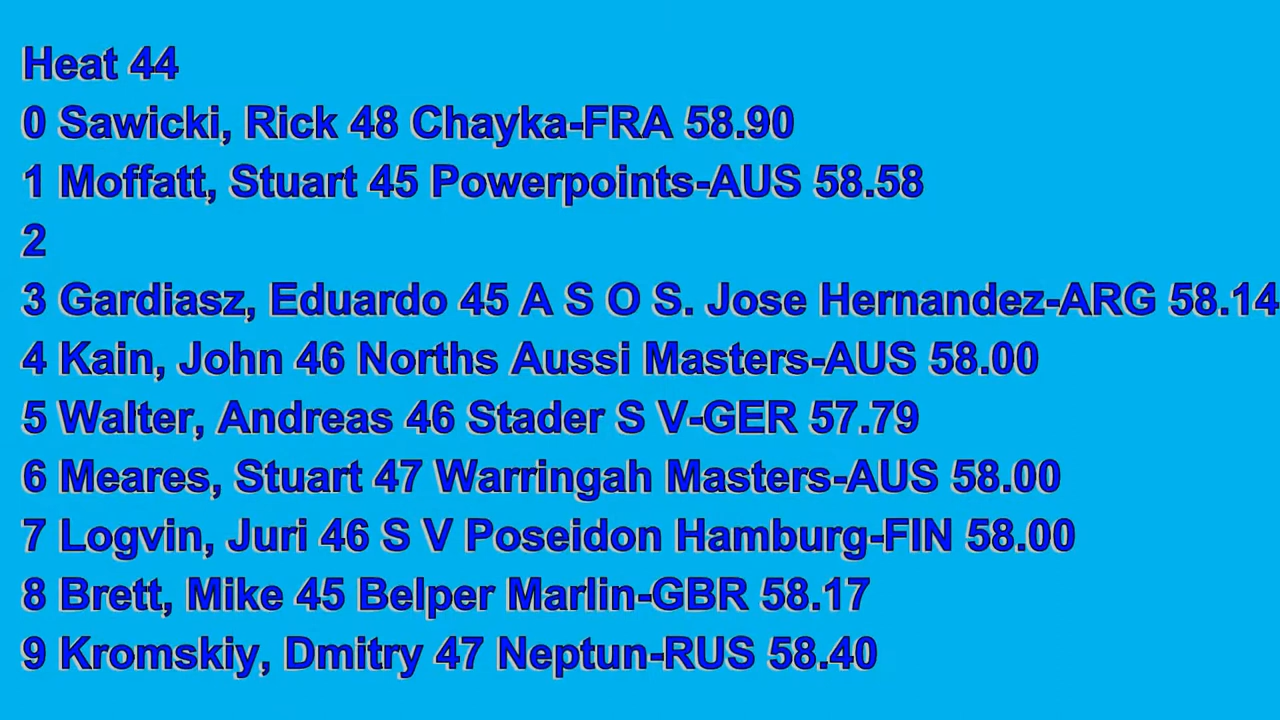 Heat 44
0 Sawicki, Rick 48 Chayka-FRA 58.90
1 Moffatt, Stuart 45 Powerpoints-AUS 58.58
2
3 Gardiasz, Eduardo 45 A S O S. Jose Hernandez-ARG 58.14
4 Kain, John 46 Norths Aussi Masters-AUS 58.00
5 Walter, Andreas 46 Stader S V-GER 57.79
6 Meares, Stuart 47 Warringah Masters-AUS 58.00
7 Logvin, Juri 46 S V Poseidon Hamburg-FIN 58.00
8 Brett, Mike 45 Belper Marlin-GBR 58.17
9 Kromskiy, Dmitry 47 Neptun-RUS 58.40